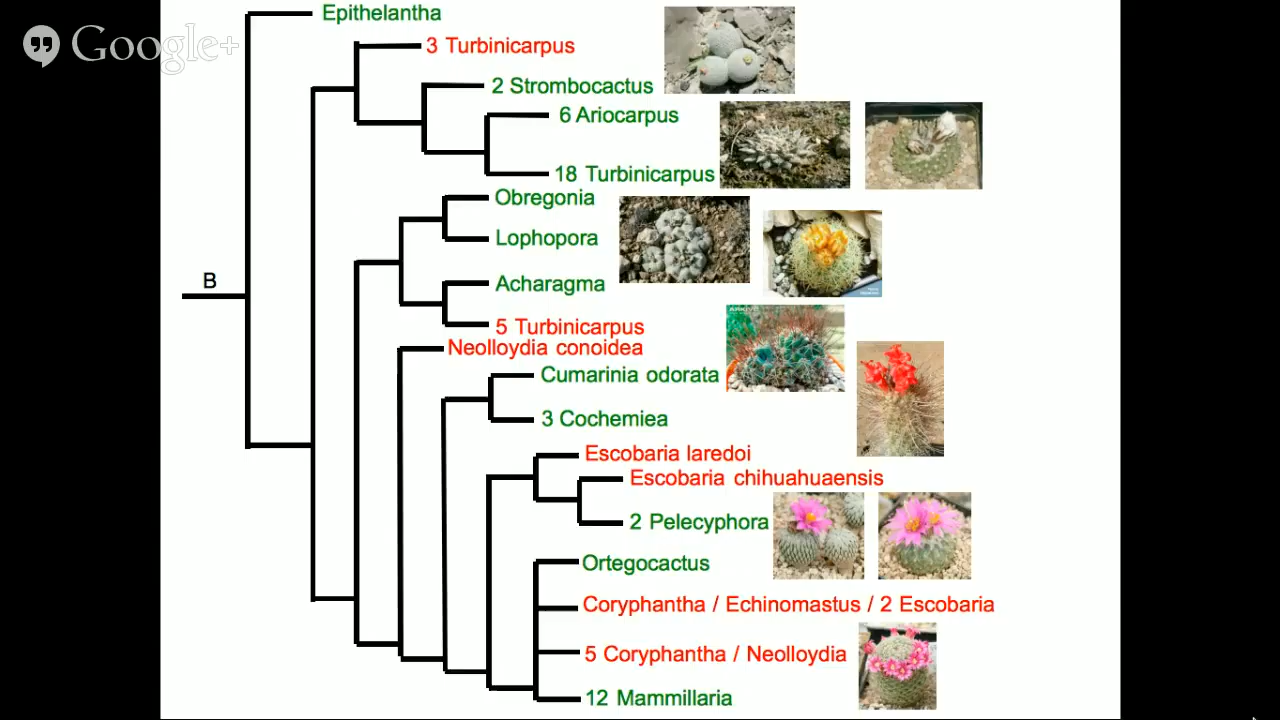 Google+
Epithelantha
3 Turbinicarpus
2 Strombocactus
6 Ariocarpus
18 Turbinicarpus
Obregonia
Lophopora
B
Acharagma
5 Turbinicarpus
Neolloydia conoidea
Cumarinia odorata
3 Cochemiea
Escobaria laredoi
Escobaria chihuahuaensis
2 Pelecyphora
Ortegocactus
Coryphantha / Echinomastus / 2 Escobaria
5 Coryphantha / Neolloydia
12 Mammillaria